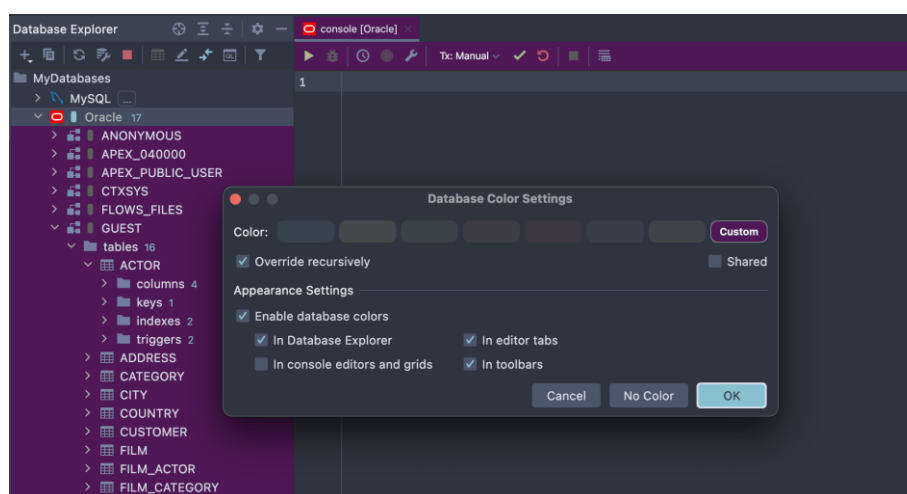 Database Explorer
console [Oracle]
Tx: Manual
MyDatabases
1
MySQL ...
Oracle 17
ANONYMOUS
APEX_040000
APEX_PUBLIC_USER
CTXSYS
FLOWS_FILES
GUEST
tables 16
ACTOR
columns 4
keys 1
indexes 2
triggers 2
ADDRESS
CATEGORY
CITY
COUNTRY
CUSTOMER
FILM
FILM_ACTOR
FILM_CATEGORY
Database Color Settings
Color: Custom
Override recursively Shared
Appearance Settings
Enable database colors
In Database Explorer In editor tabs
In console editors and grids In toolbars
Cancel No Color OK